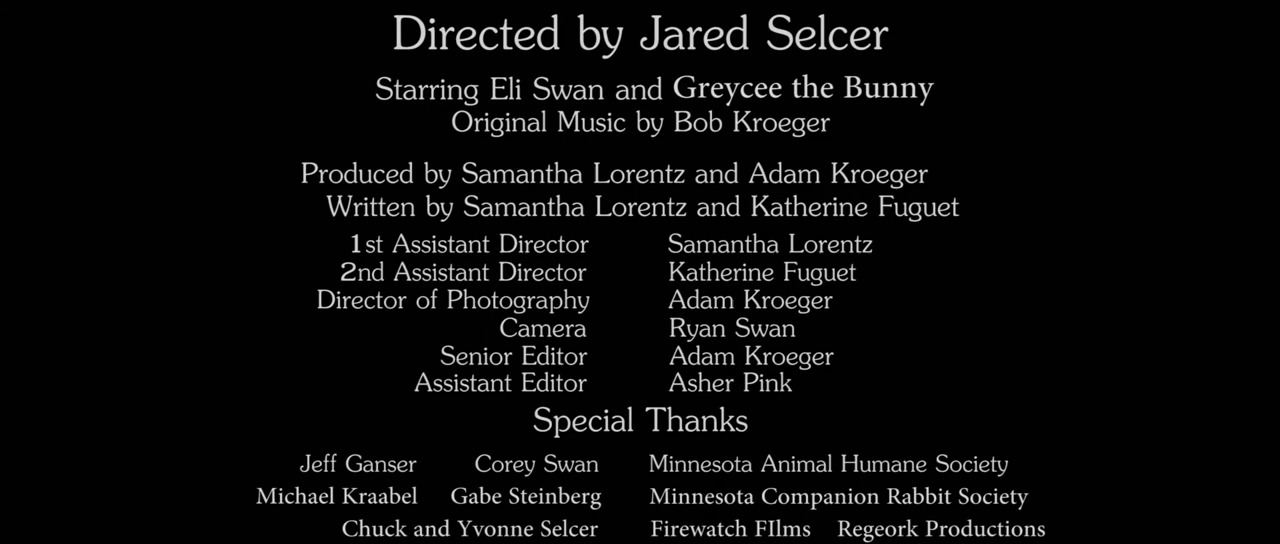 Directed by Jared Selcer
Starring Eli Swan and Greycee the Bunny
Original Music by Bob Kroeger
Produced by Samantha Lorentz and Adam Kroeger
Written by Samantha Lorentz and Katherine Fuguet
1st Assistant Director Samantha Lorentz
2nd Assistant Director Katherine Fuguet
Director of Photography Adam Kroeger
Camera Ryan Swan
Senior Editor Adam Kroeger
Assistant Editor Asher Pink
Special Thanks
Jeff Ganser Corey Swan Minnesota Animal Humane Society
Michael Kraabel Gabe Steinberg Minnesota Companion Rabbit Society
Chuck and Yvonne Selcer Firewatch FIlms Regeork Productions